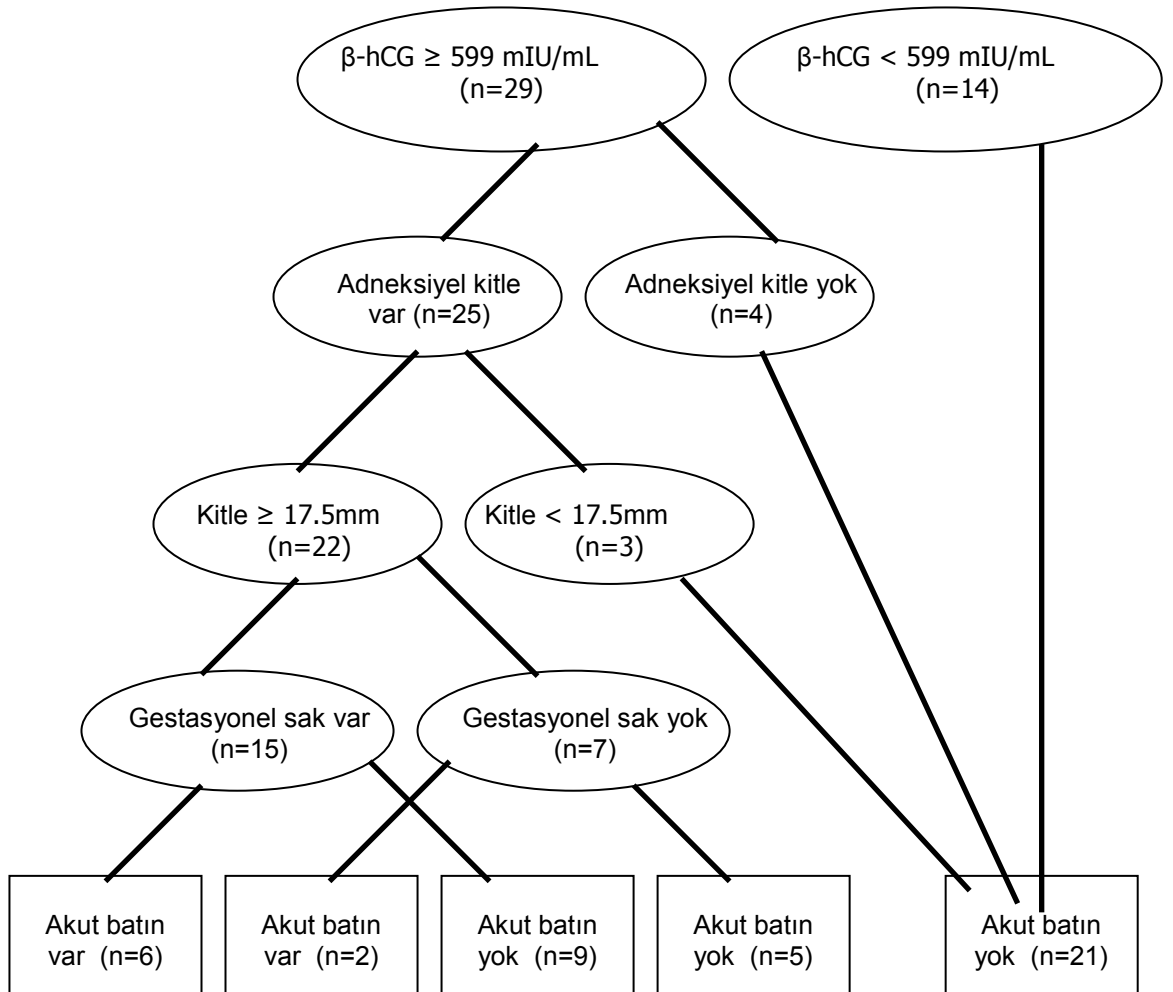 β-hCG ≥ 599 mIU/mL
(n=29)
β-hCG < 599 mIU/mL
(n=14)
Adneksiyel kitle
var (n=25)
Adneksiyel kitle yok
(n=4)
Kitle ≥ 17.5mm
(n=22)
Kitle < 17.5mm
(n=3)
Gestasyonel sak var
(n=15)
Gestasyonel sak yok
(n=7)
Akut batın
var (n=6)
Akut batın
var (n=2)
Akut batın
yok (n=9)
Akut batın
yok (n=5)
Akut batın
yok (n=21)